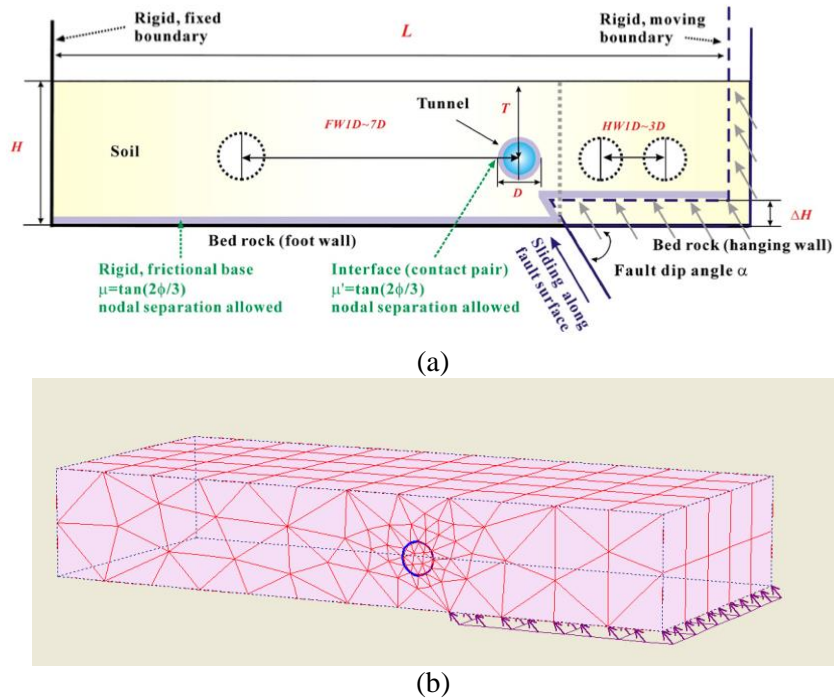 Rigid, fixed
boundary
L
Rigid, moving
boundary
Tunnel
T
FW1D~7D
HW1D~3D
H
Soil
D
ΔH
Bed rock (foot wall)
Bed rock (hanging wall)
Rigid, frictional base
μ=tan(2ϕ/3)
nodal separation allowed
Interface (contact pair)
μ'=tan(2ϕ/3)
nodal separation allowed
Sliding along
fault surface
Fault dip angle α
(a)
(b)